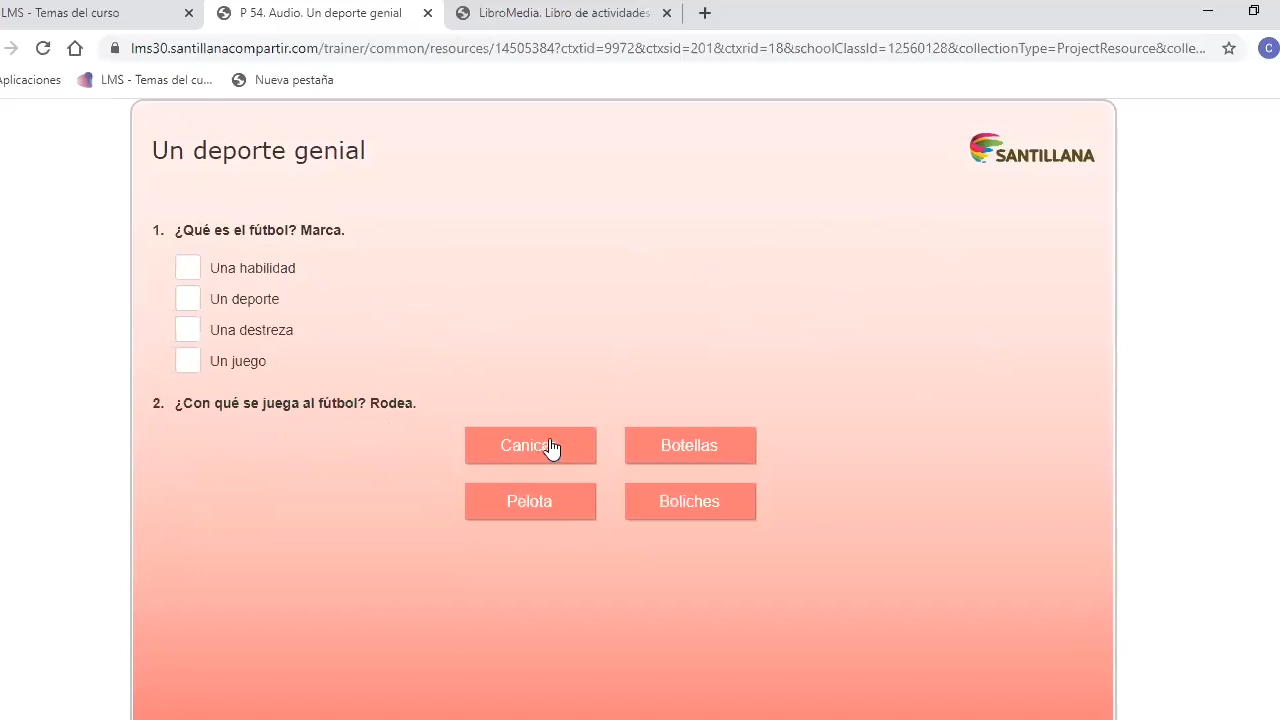 LMS - Temas del curso
P 54. Audio. Un deporte genial
LibroMedia. Libro de actividades
lms30.santillanacompartir.com/trainer/common/resources/14505384?ctxtid=9972&ctxsid=2016&ctxrid=18&schoolClassId=12560128&collectionType=ProjectResource&colle...
C
plicaciones
LMS - Temas del cu...
Nueva pestaña
Un deporte genial
SANTILLANA
1. ¿Qué es el fútbol? Marca.
Una habilidad
Un deporte
Una destreza
Un juego
2. ¿Con qué se juega al fútbol? Rodea.
Botellas
Pelota
Boliches